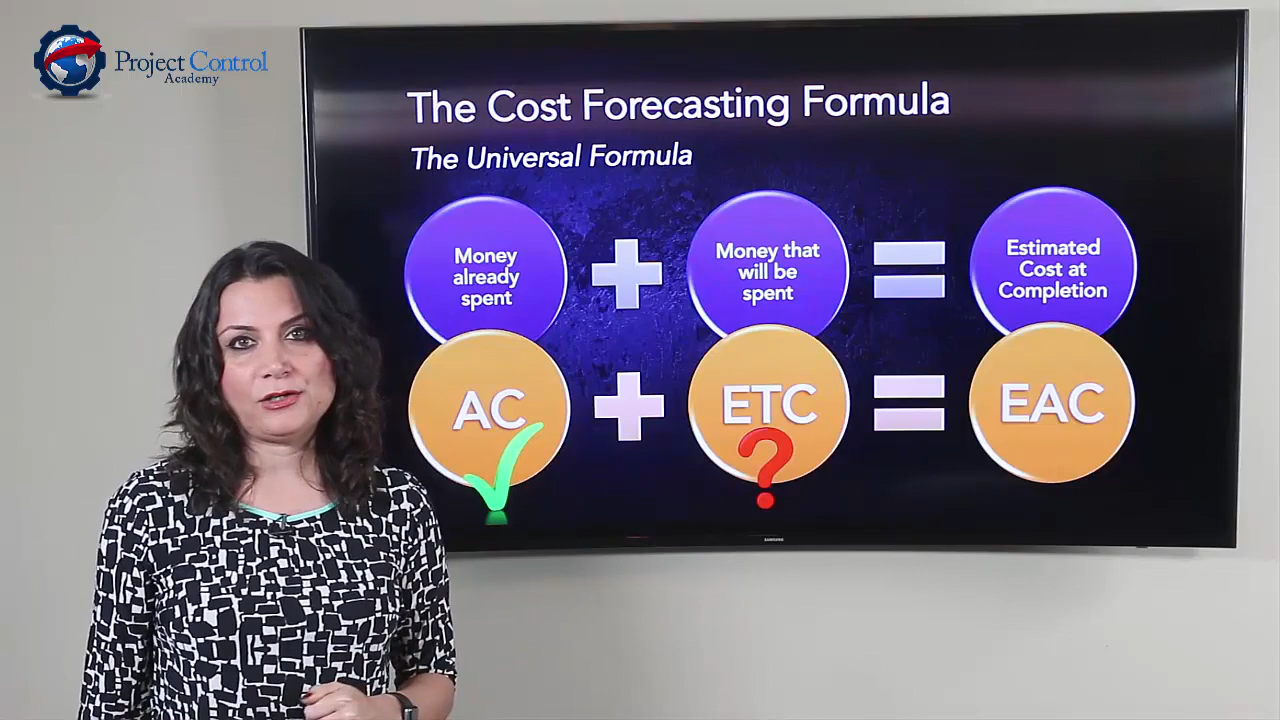 Project Control
Academy
The Cost Forecasting Formula
The Universal Formula
Money
already
spent
+
Money that
will be
spent
=
Estimated
Cost at
Completion
AC
+
ETC
?
=
EAC
SAMSUNG